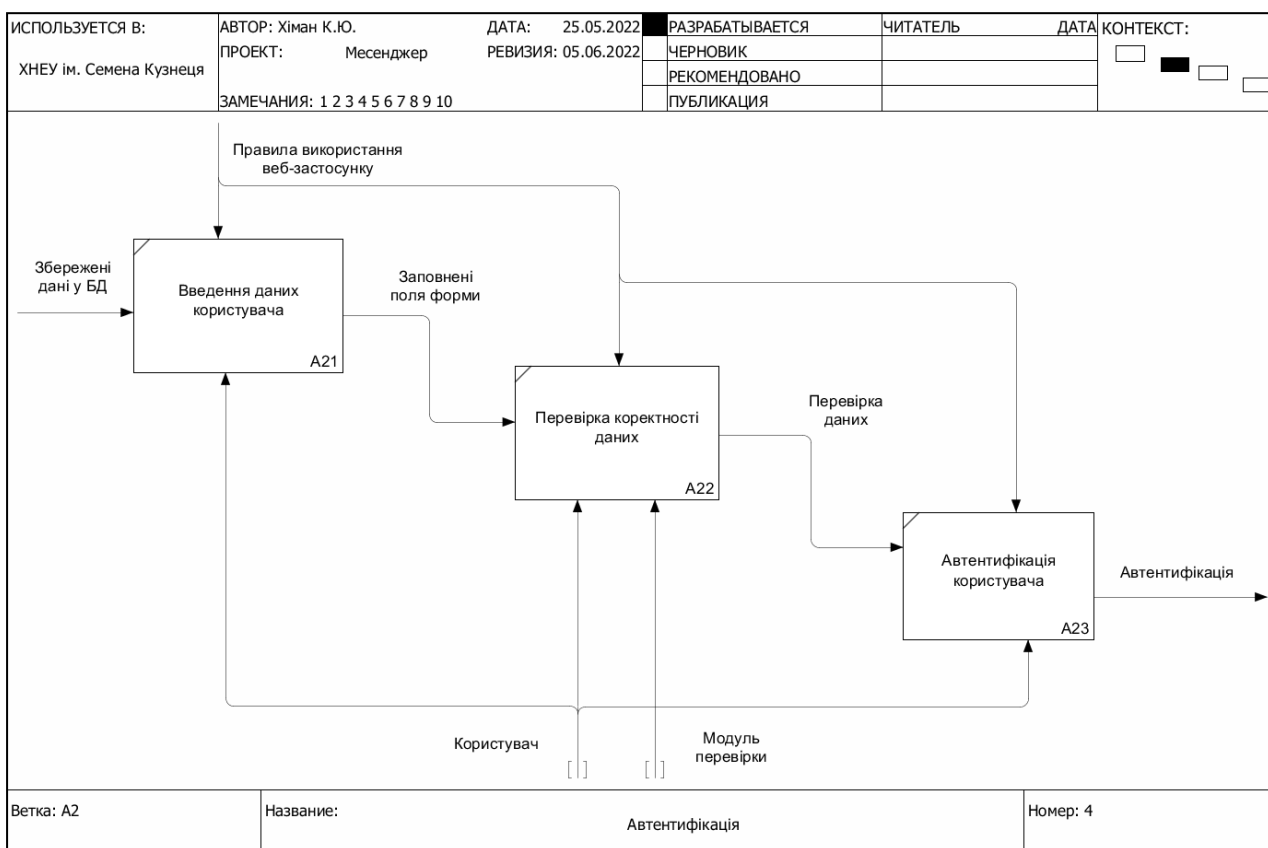 ИСПОЛЬЗУЕТСЯ В:
ХНЕУ ім. Семена Кузнеця
АВТОР: Хіман К.Ю.
ДАТА: 25.05.2022
ПРОЕКТ: Месенджер
РЕВИЗИЯ: 05.06.2022
ЗАМЕЧАНИЯ: 1 2 3 4 5 6 7 8 9 10
РАЗРАБАТЫВАЕТСЯ
ЧЕРНОВИК
РЕКОМЕНДОВАНО
ПУБЛИКАЦИЯ
ЧИТАТЕЛЬ
ДАТА
КОНТЕКСТ:
Правила використання
веб-застосунку
Збережені
дані у БД
Введення даних
користувача
A21
Заповнені
поля форми
Перевірка коректності
даних
A22
Перевірка
даних
Автентифікація
користувача
A23
Автентифікація
Користувач
Модуль
перевірки
Ветка: A2
Название:
Автентифікація
Номер: 4